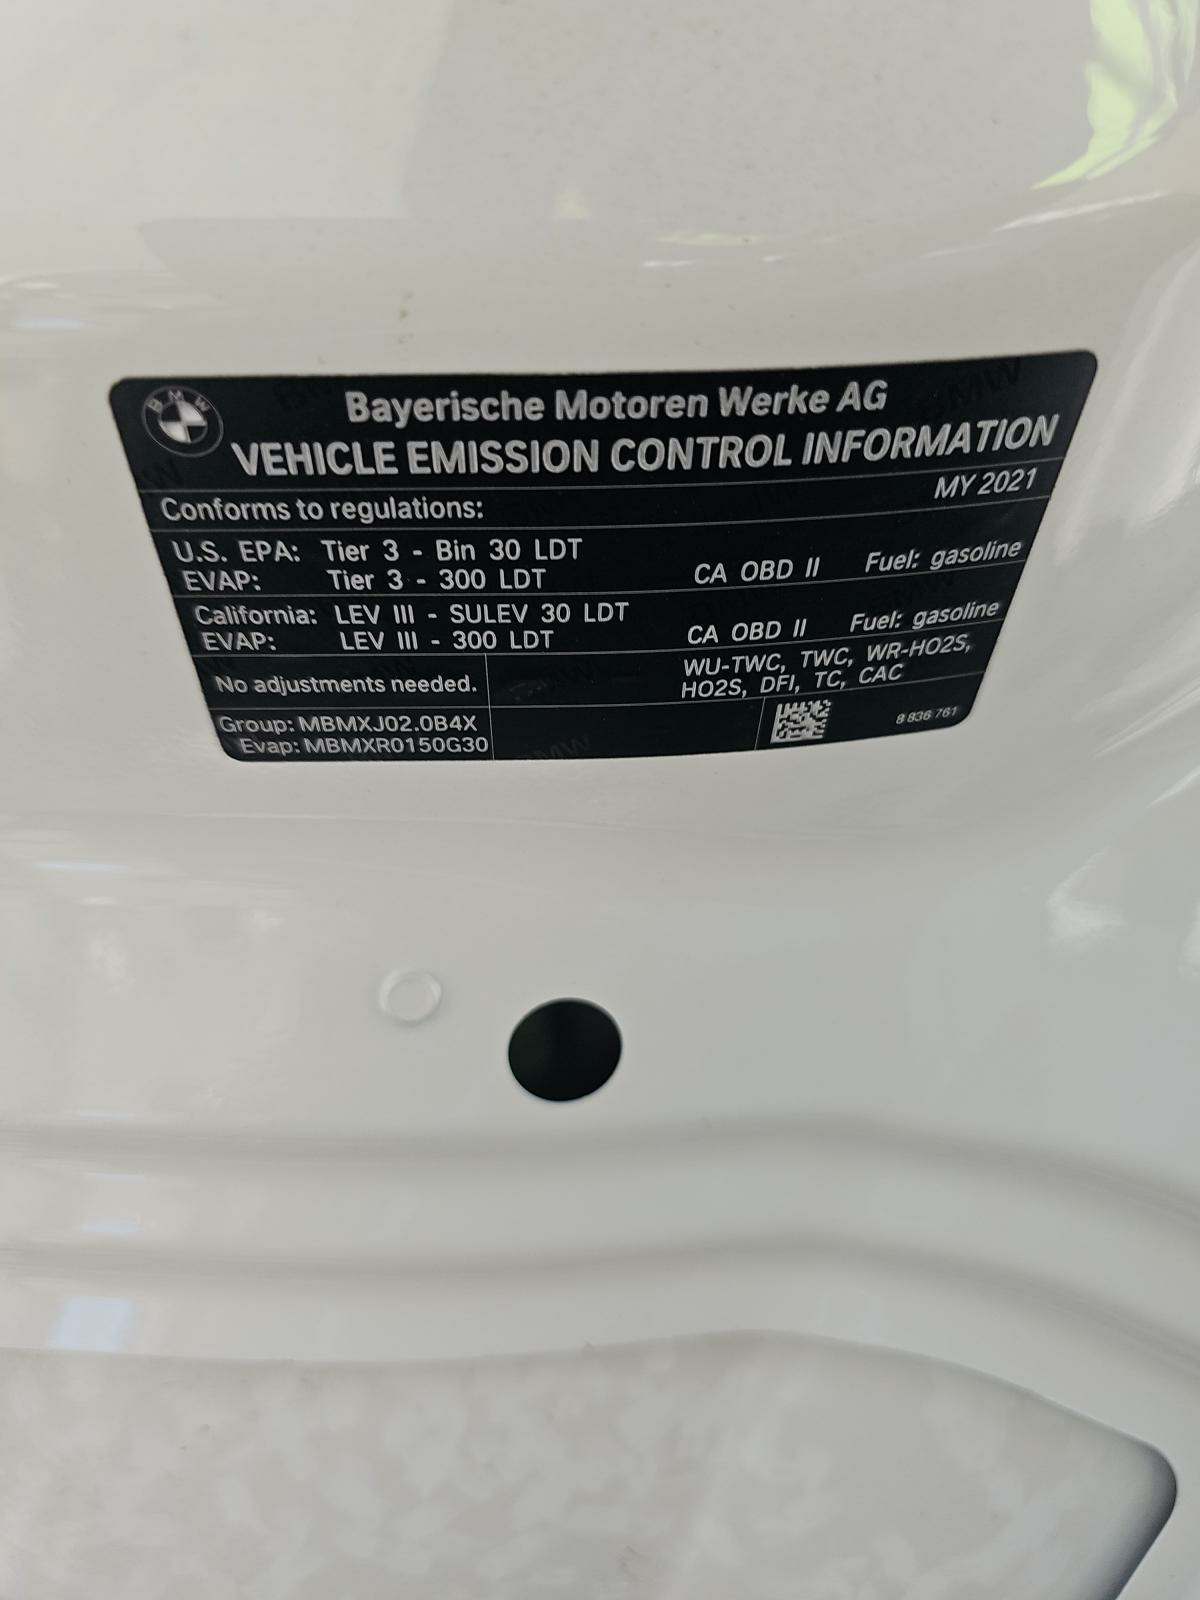 BMW
Bayerische Motoren Werke AG
VEHICLE EMISSION CONTROL INFORMATION
Conforms to regulations: MY 2021
U.S. EPA: Tier 3 - Bin 30 LDT
EVAP: Tier 3 - 300 LDT CA OBD II Fuel: gasoline
California: LEV III - SULEV 30 LDT
EVAP: LEV III - 300 LDT CA OBD II Fuel: gasoline
No adjustments needed.
WU-TWC, TWC, WR-HO2S,
HO2S, DFI, TC, CAC
Group: MBMXJ02.0B4X
Evap: MBMXR0150G30
8 836 761